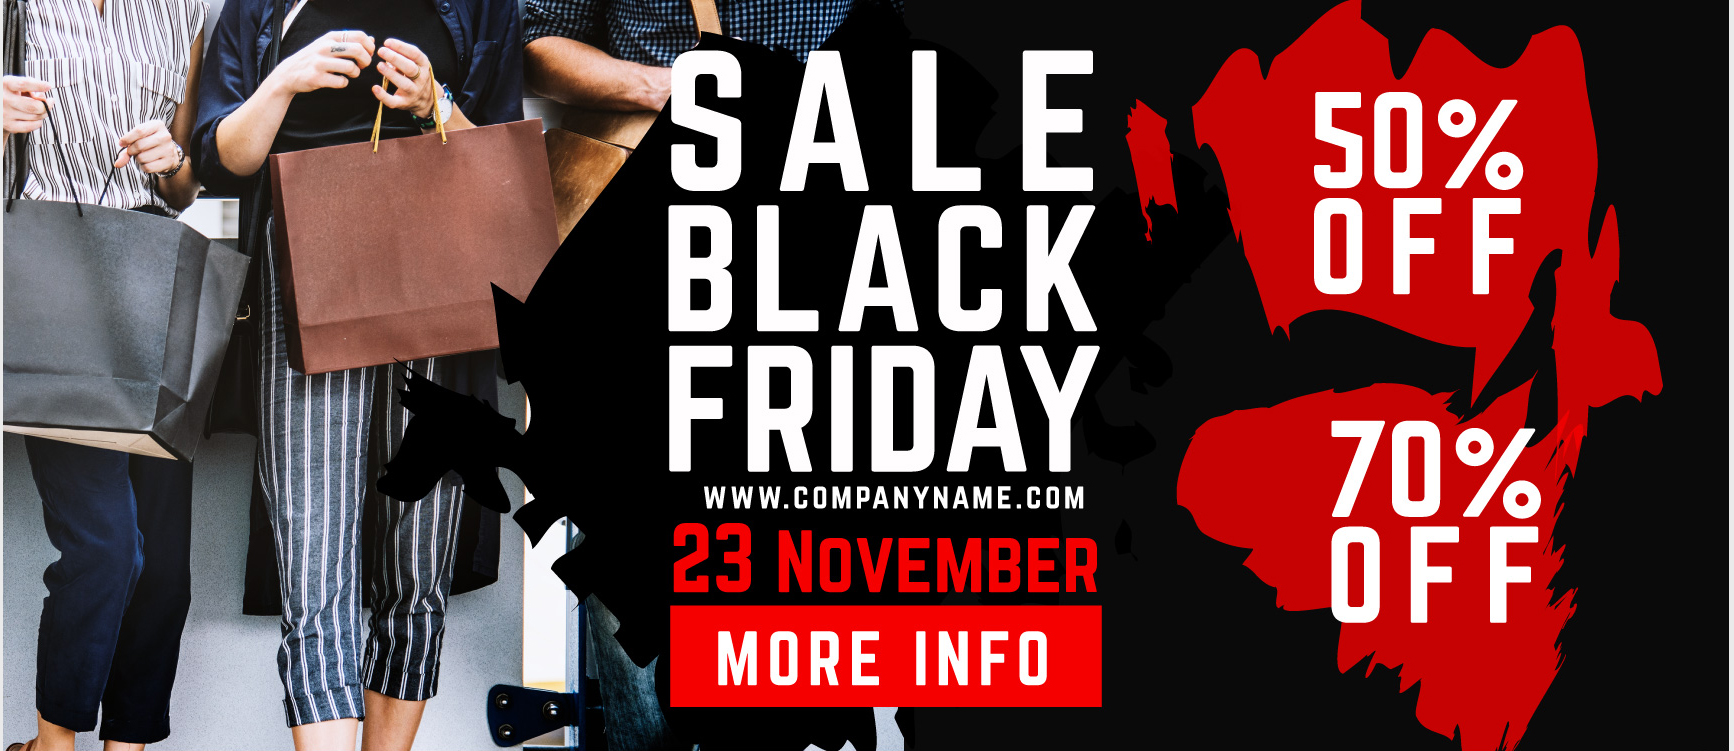 SALE
BLACK
FRIDAY
WWW.COMPANYNAME.COM
23 NOVEMBER
MORE INFO
50%
OFF
70%
OFF